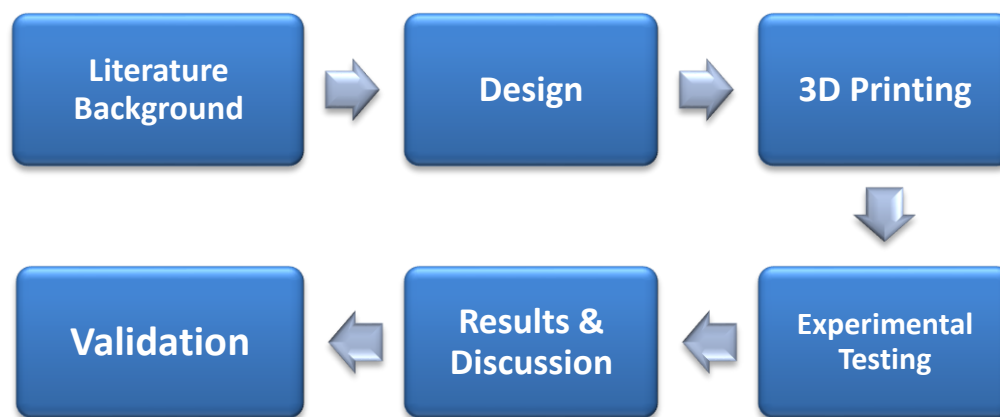 Literature
Background
Design
3D Printing
Experimental
Testing
Results &
Discussion
Validation